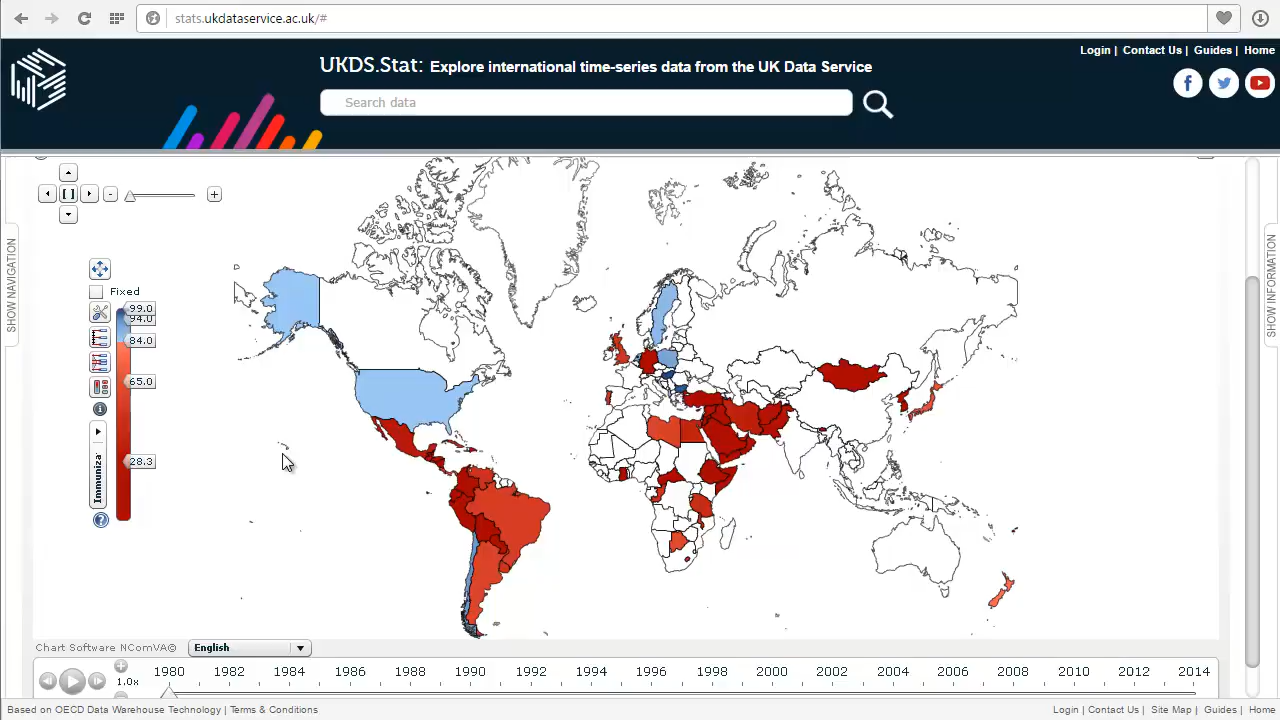 stats.ukdataservice.ac.uk/#
Login | Contact Us | Guides | Home
UKDS.Stat: Explore international time-series data from the UK Data Service
Search data
SHOW NAVIGATION
SHOW INFORMATION
[ ]
-
+
Fixed
99.0
94.0
84.0
65.0
28.3
Immuniza
Chart Software NComVA©
English
1980 1982 1984 1986 1988 1990 1992 1994 1996 1998 2000 2002 2004 2006 2008 2010 2012 2014
1.0x
Based on OECD Data Warehouse Technology | Terms & Conditions
Login | Contact Us | Site Map | Guides | Home